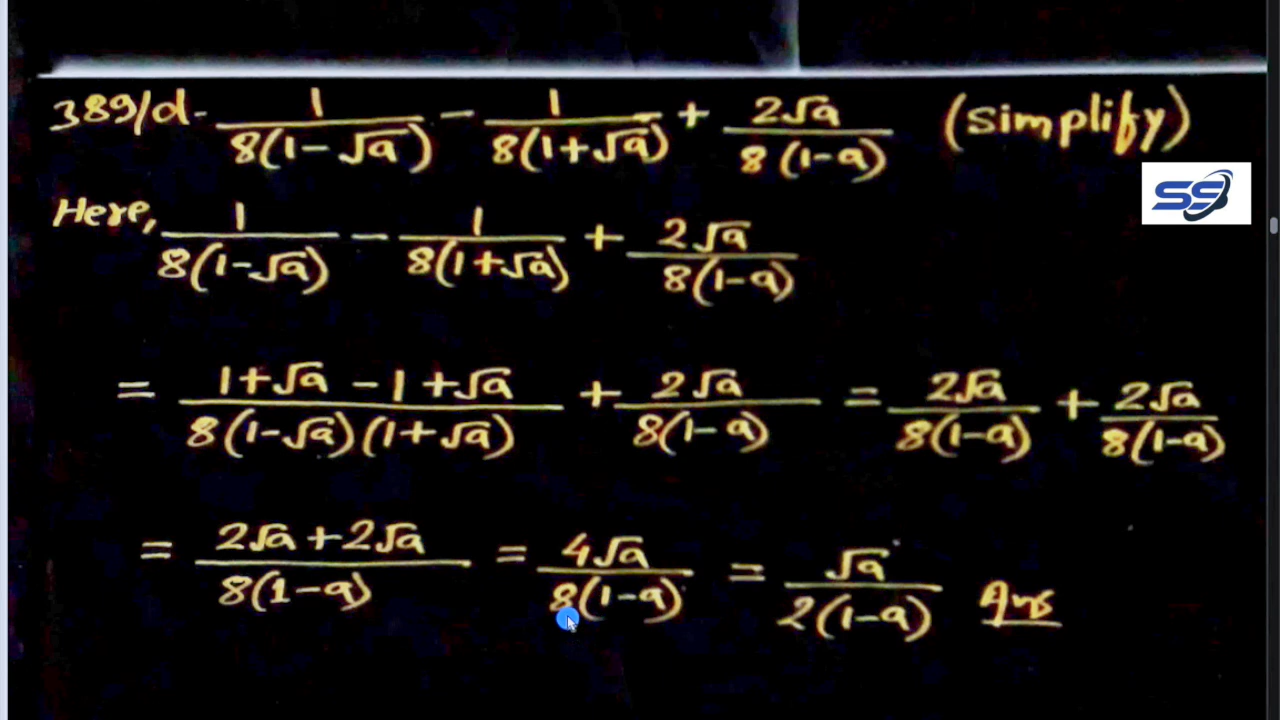 389/d- 1/8(1-√a) - 1/8(1+√a) + 2√a/8(1-a) (simplify)
SS
Here, 1/8(1-√a) - 1/8(1+√a) + 2√a/8(1-a)
= 1+√a-1+√a/8(1-√a)(1+√a) + 2√a/8(1-a) = 2√a/8(1-a) + 2√a/8(1-a)
= 2√a+2√a/8(1-a) = 4√a/8(1-a) = √a/2(1-a) Ans